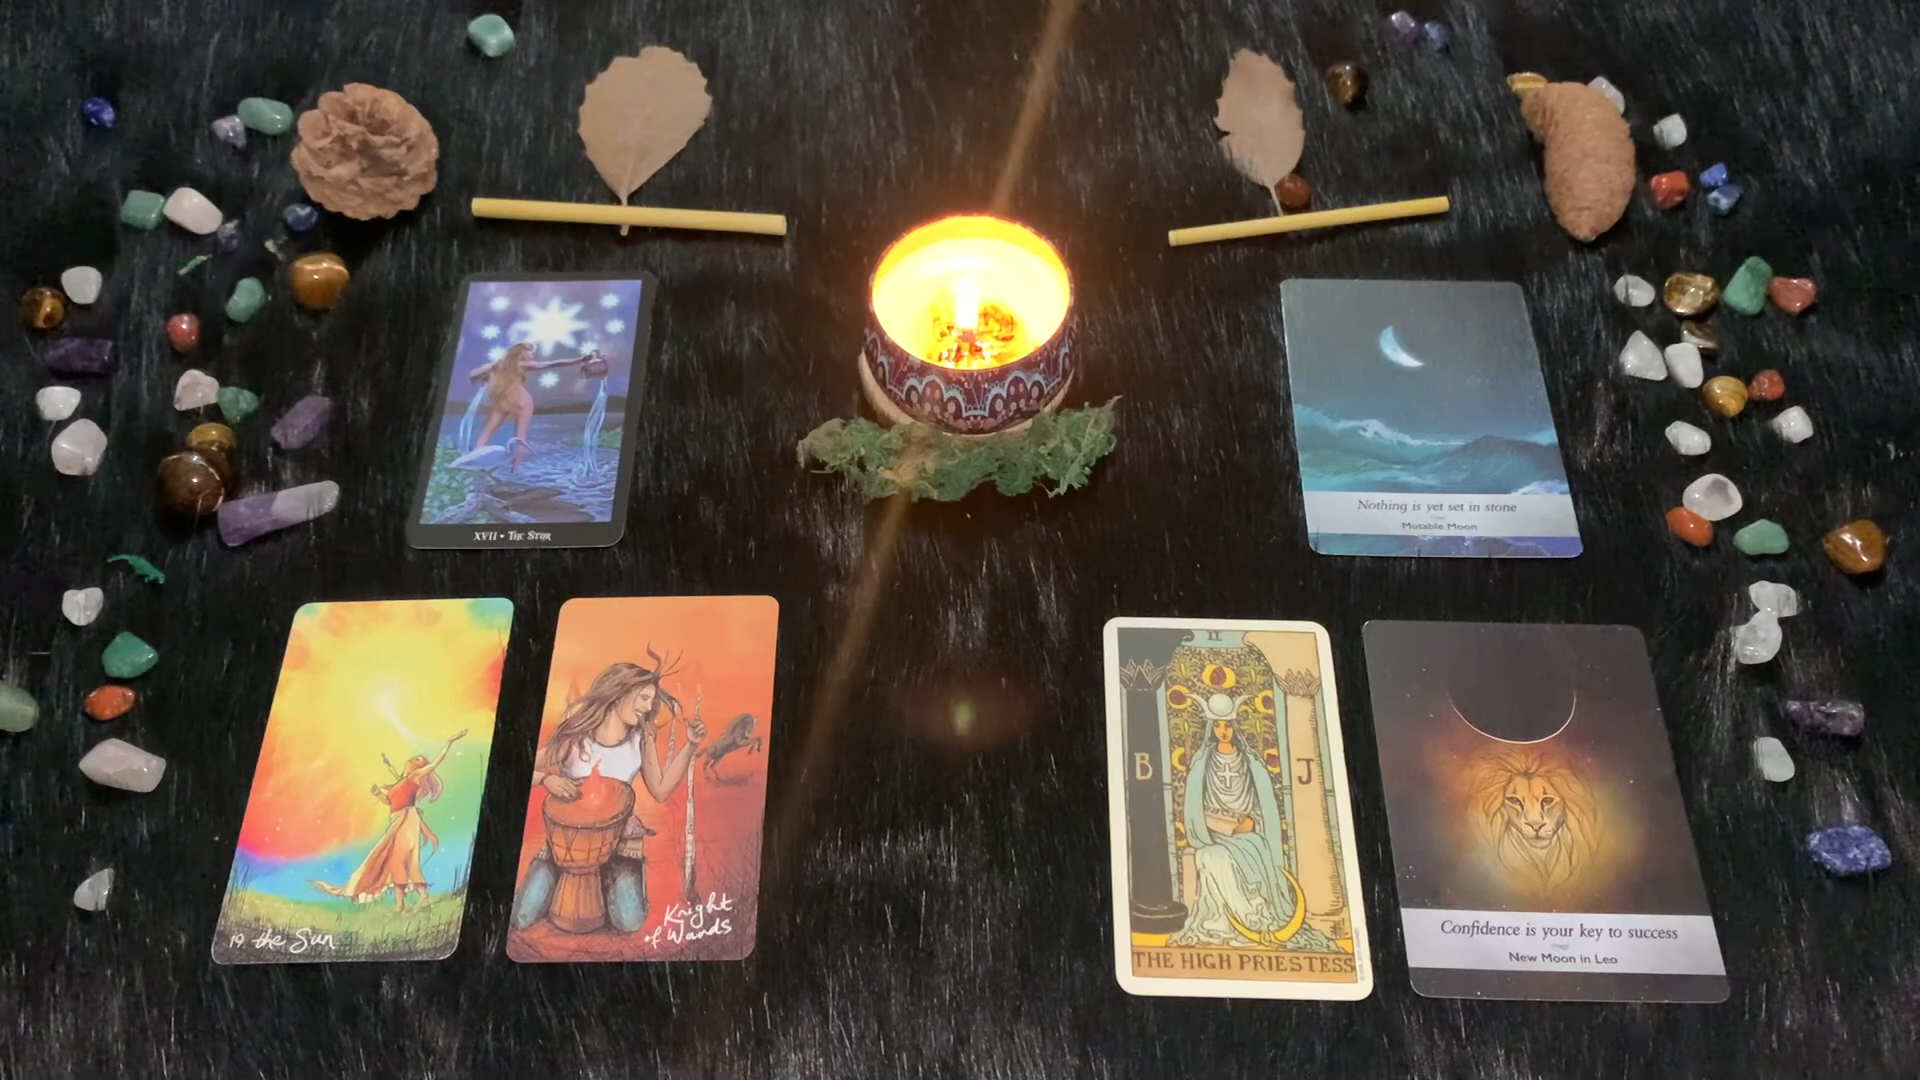 XVII • The Star
Nothing is yet set in stone
Mutable Moon
19 the Sun
Knight
of Wands
II
B
J
THE HIGH PRIESTESS
Confidence is your key to success
New Moon in Leo